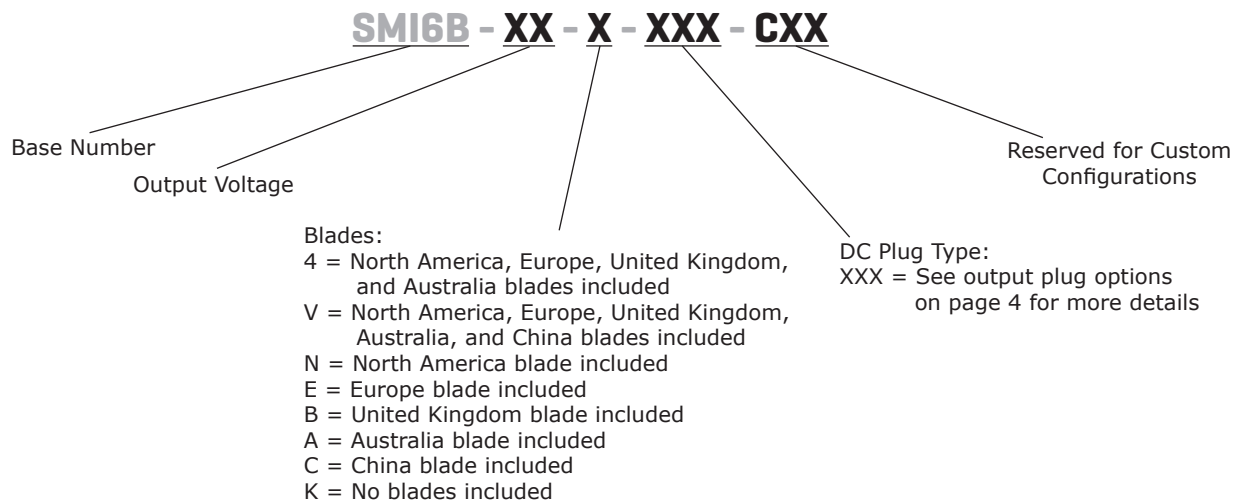 SMI6B - XX - X - XXX - CXX
Base Number
Output Voltage
Blades:
4 = North America, Europe, United Kingdom,
and Australia blades included
V = North America, Europe, United Kingdom,
Australia, and China blades included
N = North America blade included
E = Europe blade included
B = United Kingdom blade included
A = Australia blade included
C = China blade included
K = No blades included
DC Plug Type:
XXX = See output plug options
on page 4 for more details
Reserved for Custom
Configurations